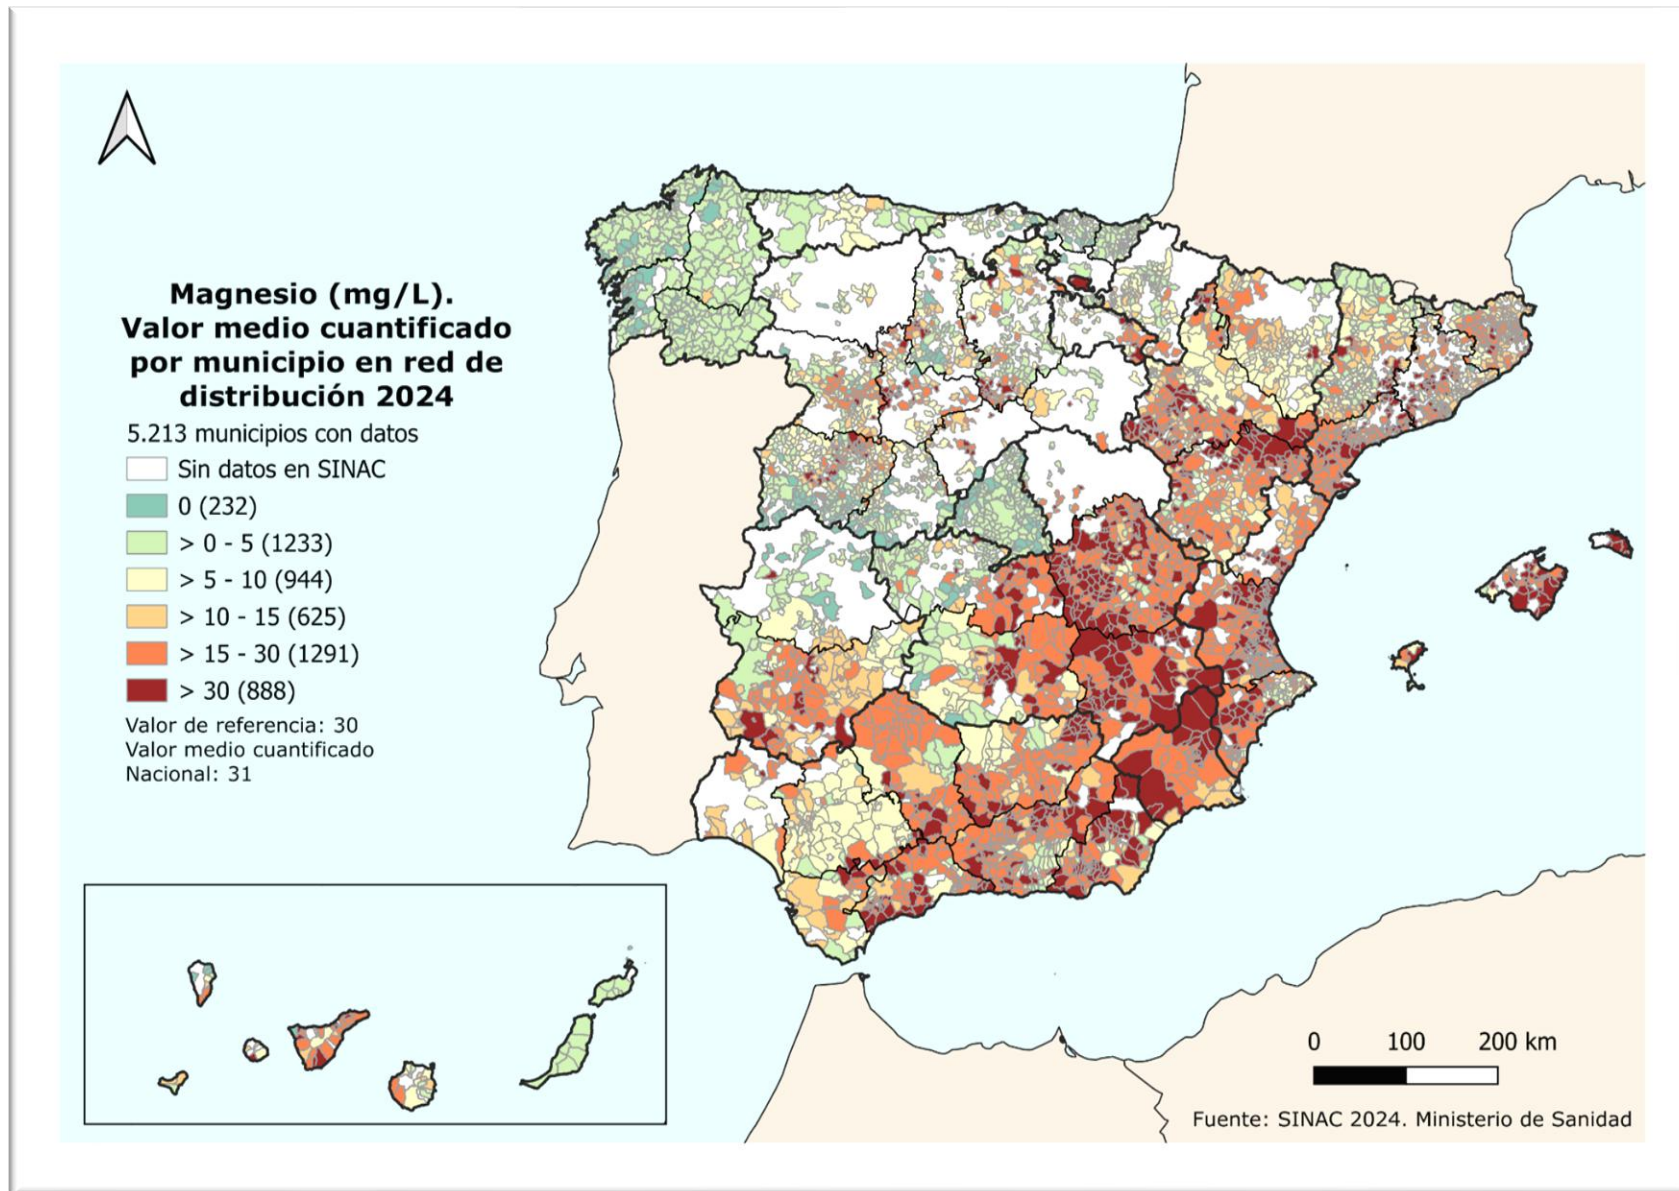 Magnesio (mg/L).
Valor medio cuantificado
por municipio en red de
distribución 2024
5.213 municipios con datos
Sin datos en SINAC
0 (232)
> 0 - 5 (1233)
> 5 - 10 (944)
> 10 - 15 (625)
> 15 - 30 (1291)
> 30 (888)
Valor de referencia: 30
Valor medio cuantificado
Nacional: 31
0 100 200 km
Fuente: SINAC 2024. Ministerio de Sanidad